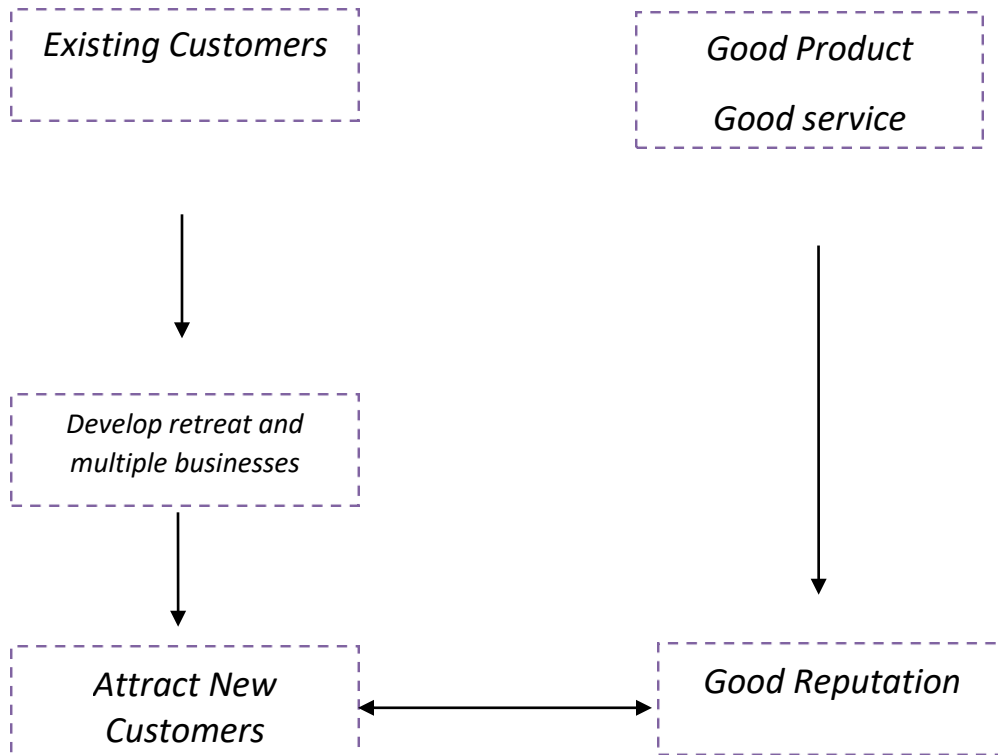 Existing Customers
Good Product
Good service
Develop retreat and
multiple businesses
Attract New
Customers
Good Reputation